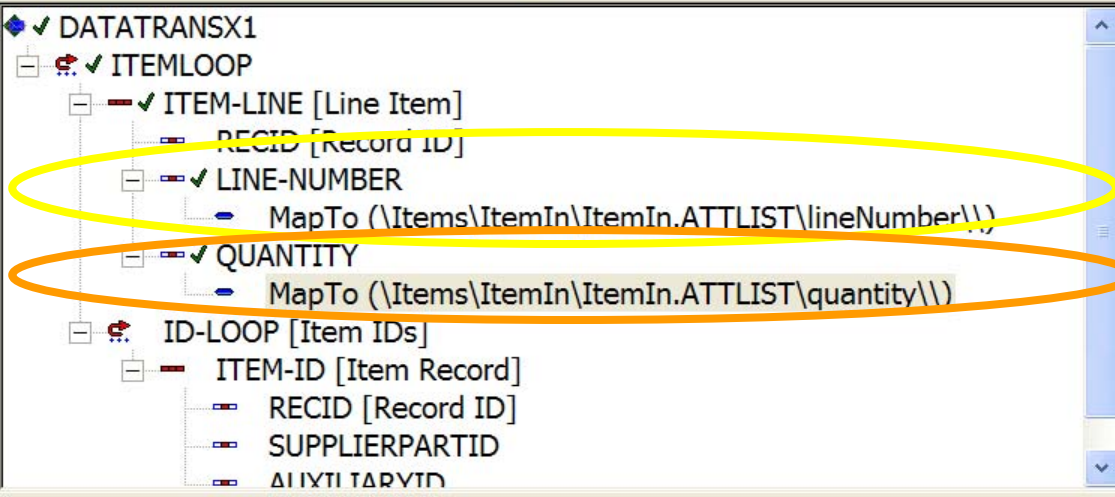 DATATRANSX1
ITEMLOOP
ITEM-LINE [Line Item]
RECID [Record ID]
LINE-NUMBER
MapTo (\Items\ItemIn\ItemIn.ATTLIST\lineNumber\\)
QUANTITY
MapTo (\Items\ItemIn\ItemIn.ATTLIST\quantity\\)
ID-LOOP [Item IDs]
ITEM-ID [Item Record]
RECID [Record ID]
SUPPLIERPARTID
AUXILIARYID